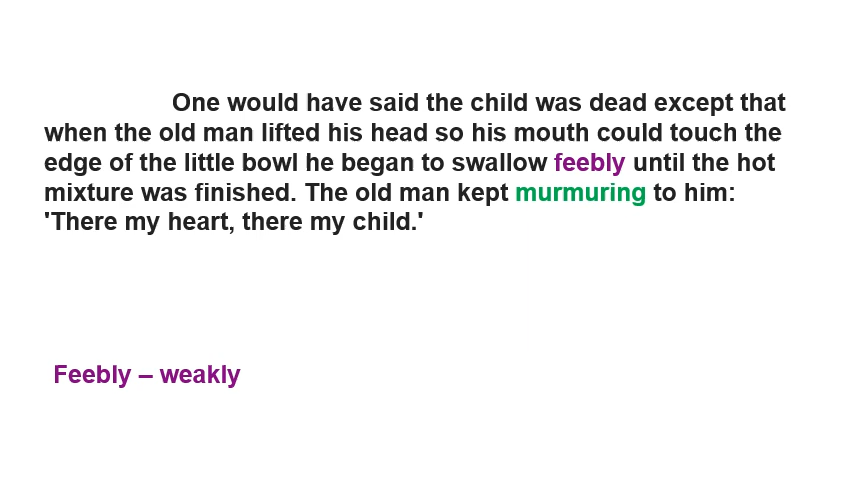 One would have said the child was dead except that
when the old man lifted his head so his mouth could touch the
edge of the little bowl he began to swallow feebly until the hot
mixture was finished. The old man kept murmuring to him:
'There my heart, there my child.'
Feebly – weakly